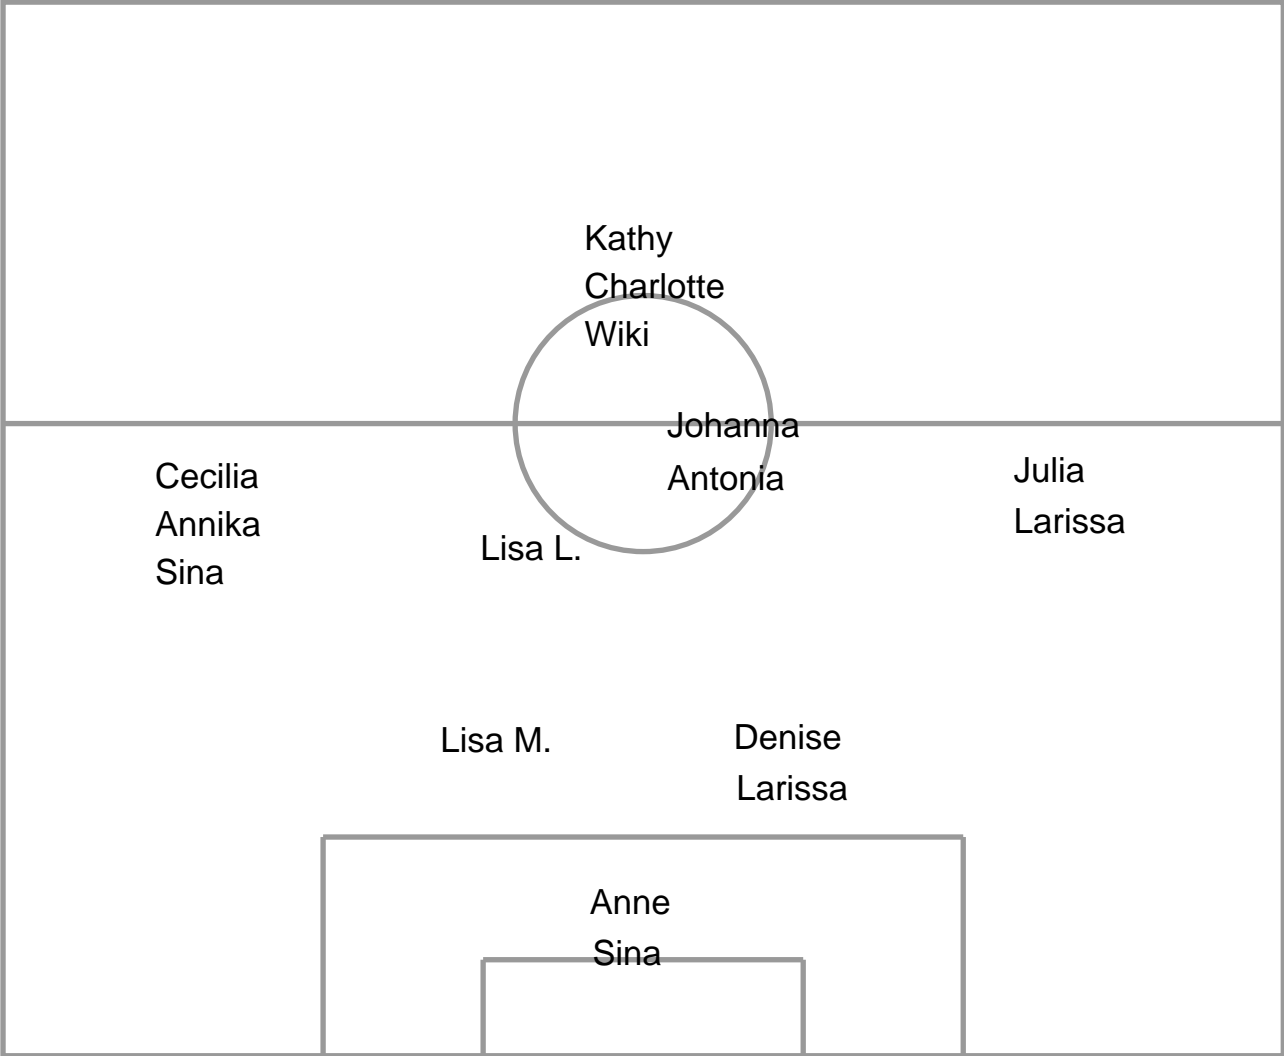 Kathy
Charlotte
Wiki
Johanna
Antonia
Cecilia
Annika
Sina
Lisa L.
Julia
Larissa
Lisa M.
Denise
Larissa
Anne
Sina